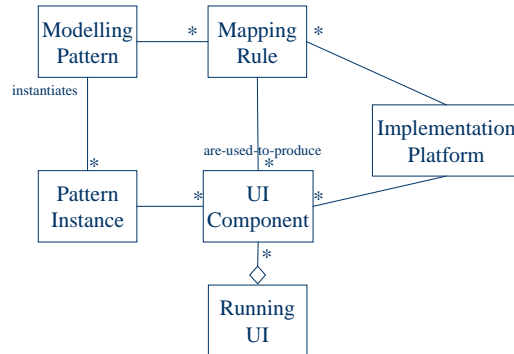 Modelling
Pattern
*
Mapping
Rule
*
instantiates
Implementation
Platform
are-used-to-produce
*
*
Pattern
Instance
*
UI
Component
*
*
Running
UI